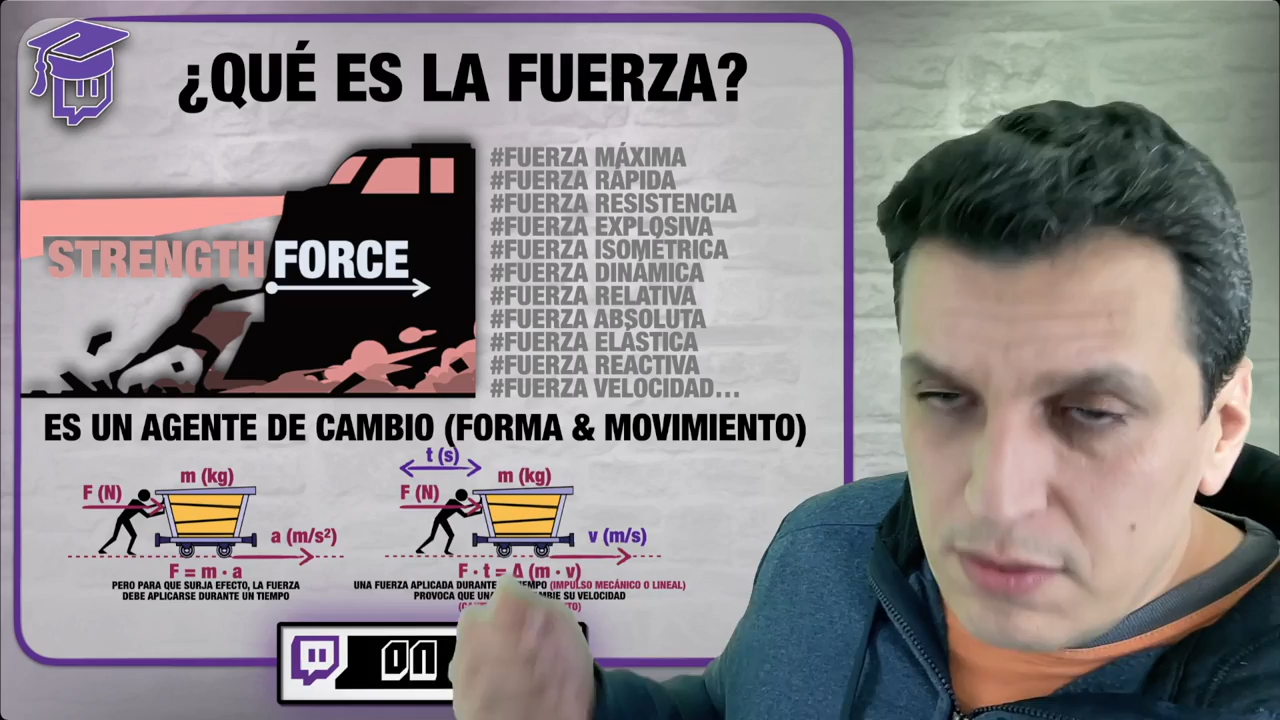 ¿QUÉ ES LA FUERZA?
STRENGTH FORCE
#FUERZA MÁXIMA
#FUERZA RÁPIDA
#FUERZA RESISTENCIA
#FUERZA EXPLOSIVA
#FUERZA ISOMÉTRICA
#FUERZA DINÁMICA
#FUERZA RELATIVA
#FUERZA ABSOLUTA
#FUERZA ELÁSTICA
#FUERZA REACTIVA
#FUERZA VELOCIDAD...
ES UN AGENTE DE CAMBIO (FORMA & MOVIMIENTO)
F (N)
m (kg)
a (m/s²)
F = m · a
PERO PARA QUE SURJA EFECTO, LA FUERZA
DEBE APLICARSE DURANTE UN TIEMPO
t (s)
F (N)
m (kg)
v (m/s)
F · t = Δ (m · v)
UNA FUERZA APLICADA DURANTE (IMPULSO MECÁNICO O LINEAL)
PROVOCA QUE SU VELOCIDAD
ON